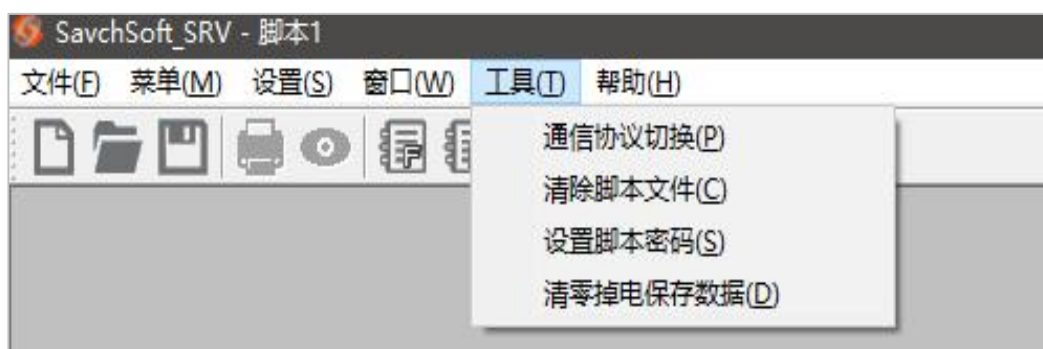 SavchSoft_SRV - 脚本1
文件(F) 菜单(M) 设置(S) 窗口(W) 工具(T) 帮助(H)
F
通信协议切换(P)
清除脚本文件(C)
设置脚本密码(S)
清零掉电保存数据(D)